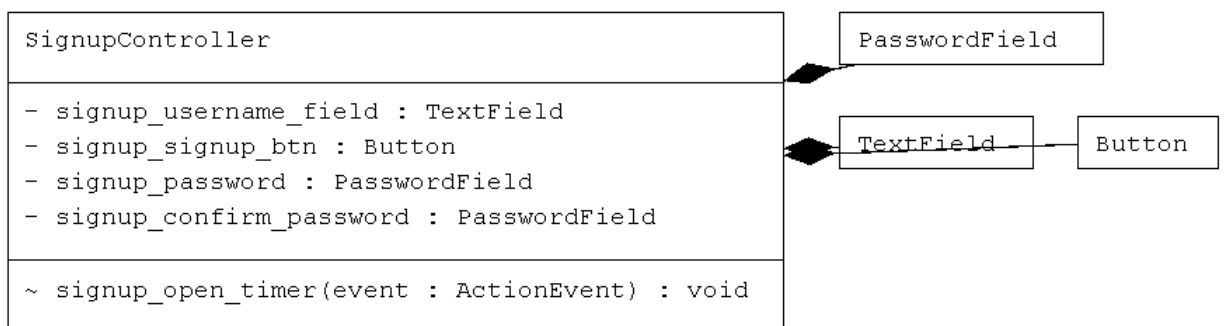 SignupController
- signup_username_field : TextField
- signup_signup_btn : Button
- signup_password : PasswordField
- signup_confirm_password : PasswordField
~ signup_open_timer(event : ActionEvent) : void
PasswordField
TextField
Button